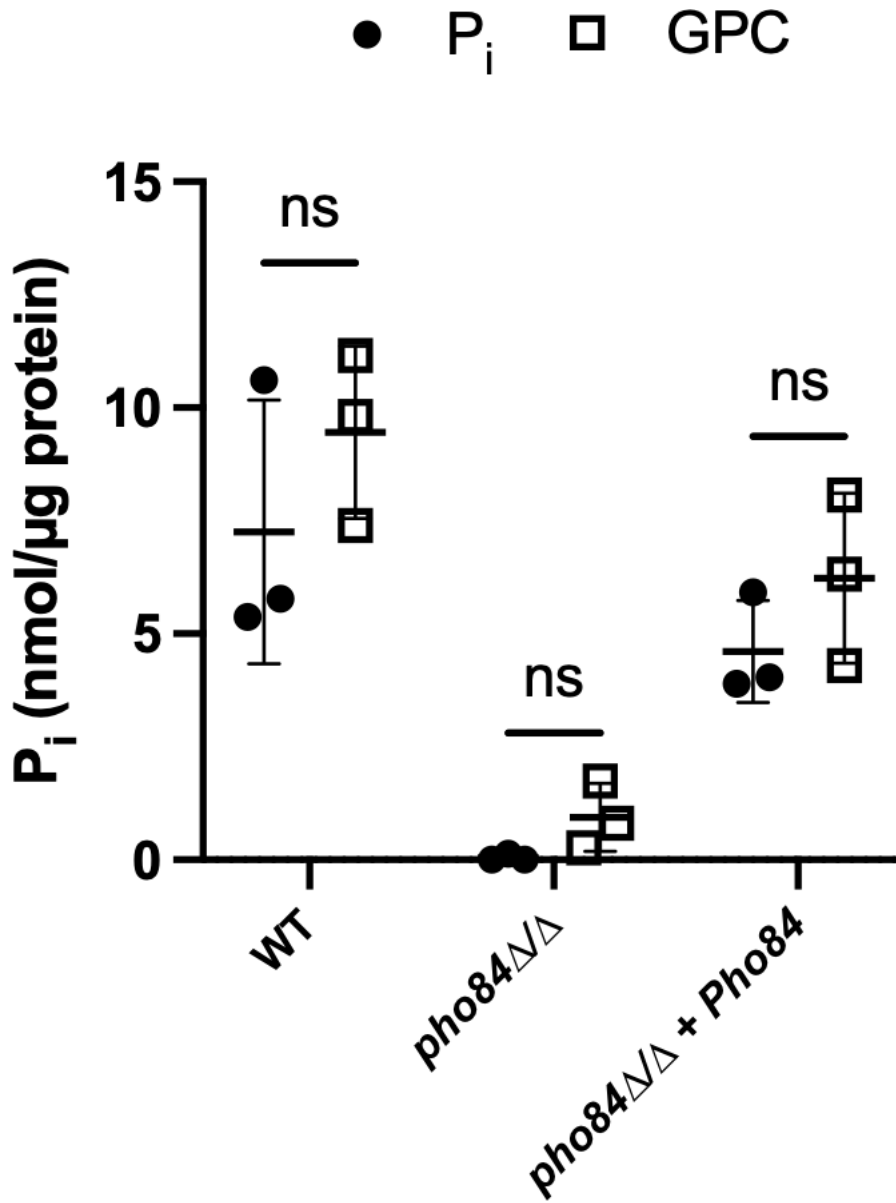 Pi GPC
Pi (nmol/µg protein)
15
10
5
0
ns
ns
ns
WT
pho84Δ/Δ
pho84Δ/Δ + Pho84